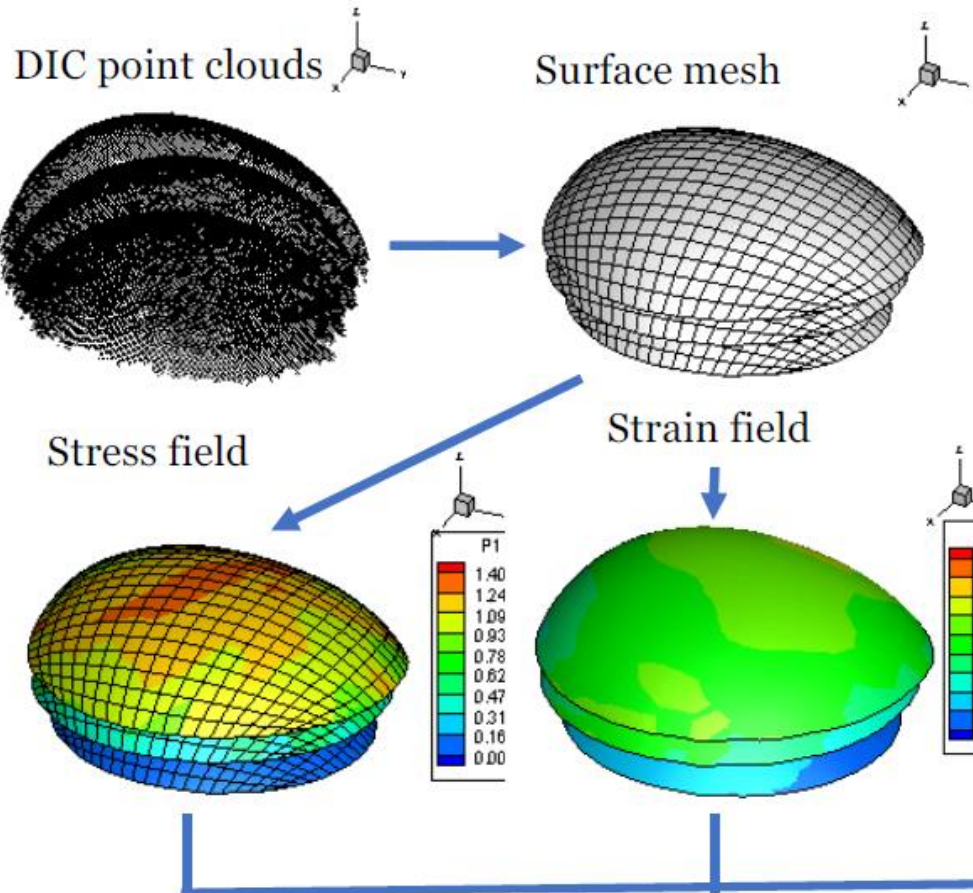 DIC point clouds
Z
X
Y
Surface mesh
Z
X
Stress field
Strain field
Z
X
P1
1.40
1.24
1.09
0.93
0.78
0.62
0.47
0.31
0.16
0.00
Z
X